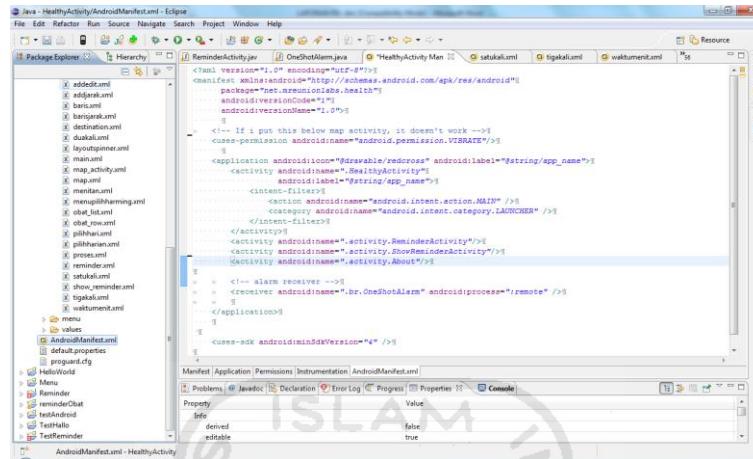 Java - HealthyActivity/AndroidManifest.xml - Eclipse
File Edit Refactor Run Source Navigate Search Project Window Help
Resource
Package Explorer Hierarchy
ReminderActivity.jav OneShotAlarm.java *HealthyActivity Man satukali.xml tigakali.xml waktumenit.xml
addedit.xml
addjarak.xml
baris.xml
barisjarak.xml
destination.xml
duakali.xml
layoutspinner.xml
main.xml
map_activity.xml
map.xml
menitan.xml
menupilihharming.xml
obat_list.xml
obat_row.xml
pilihhari.xml
pilihharian.xml
proses.xml
reminder.xml
satukali.xml
show_reminder.xml
tigakali.xml
waktumenit.xml
menu
values
AndroidManifest.xml
default.properties
proguard.cfg
HelloWorld
Menu
Reminder
reminderObat
testAndroid
TestHallo
TestReminder
<?xml version="1.0" encoding="utf-8"?>
<manifest xmlns:android="http://schemas.android.com/apk/res/android"
package="net.mreunionlabs.health"
android:versionCode="1"
android:versionName="1.0">
<!-- If i put this below map activity, it doesn't work -->
<uses-permission android:name="android.permission.VIBRATE" />
<application android:icon="@drawable/redcross" android:label="@string/app_name">
<activity android:name=".HealthyActivity"
android:label="@string/app_name">
<intent-filter>
<action android:name="android.intent.action.MAIN" />
<category android:name="android.intent.category.LAUNCHER" />
</intent-filter>
</activity>
<activity android:name=".activity.ReminderActivity"/>
<activity android:name=".activity.ShowReminderActivity"/>
<activity android:name=".activity.About"/>
<!-- alarm receiver -->
<receiver android:name=".br.OneShotAlarm" android:process=":remote" />
</application>
<uses-sdk android:minSdkVersion="4" />
Manifest Application Permissions Instrumentation AndroidManifest.xml
Problems Javadoc Declaration Error Log Progress Properties Console
Property Value
Info
derived false
editable true
AndroidManifest.xml - HealthyActivity
ISLAM